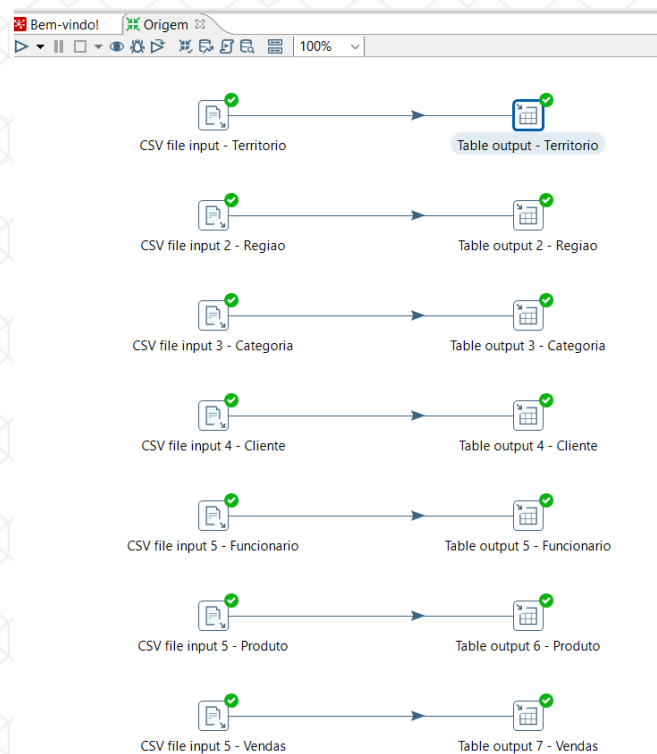 Bem-vindo! Origem
100%
CSV file input - Territorio Table output - Territorio
CSV file input 2 - Regiao Table output 2 - Regiao
CSV file input 3 - Categoria Table output 3 - Categoria
CSV file input 4 - Cliente Table output 4 - Cliente
CSV file input 5 - Funcionario Table output 5 - Funcionario
CSV file input 5 - Produto Table output 6 - Produto
CSV file input 5 - Vendas Table output 7 - Vendas